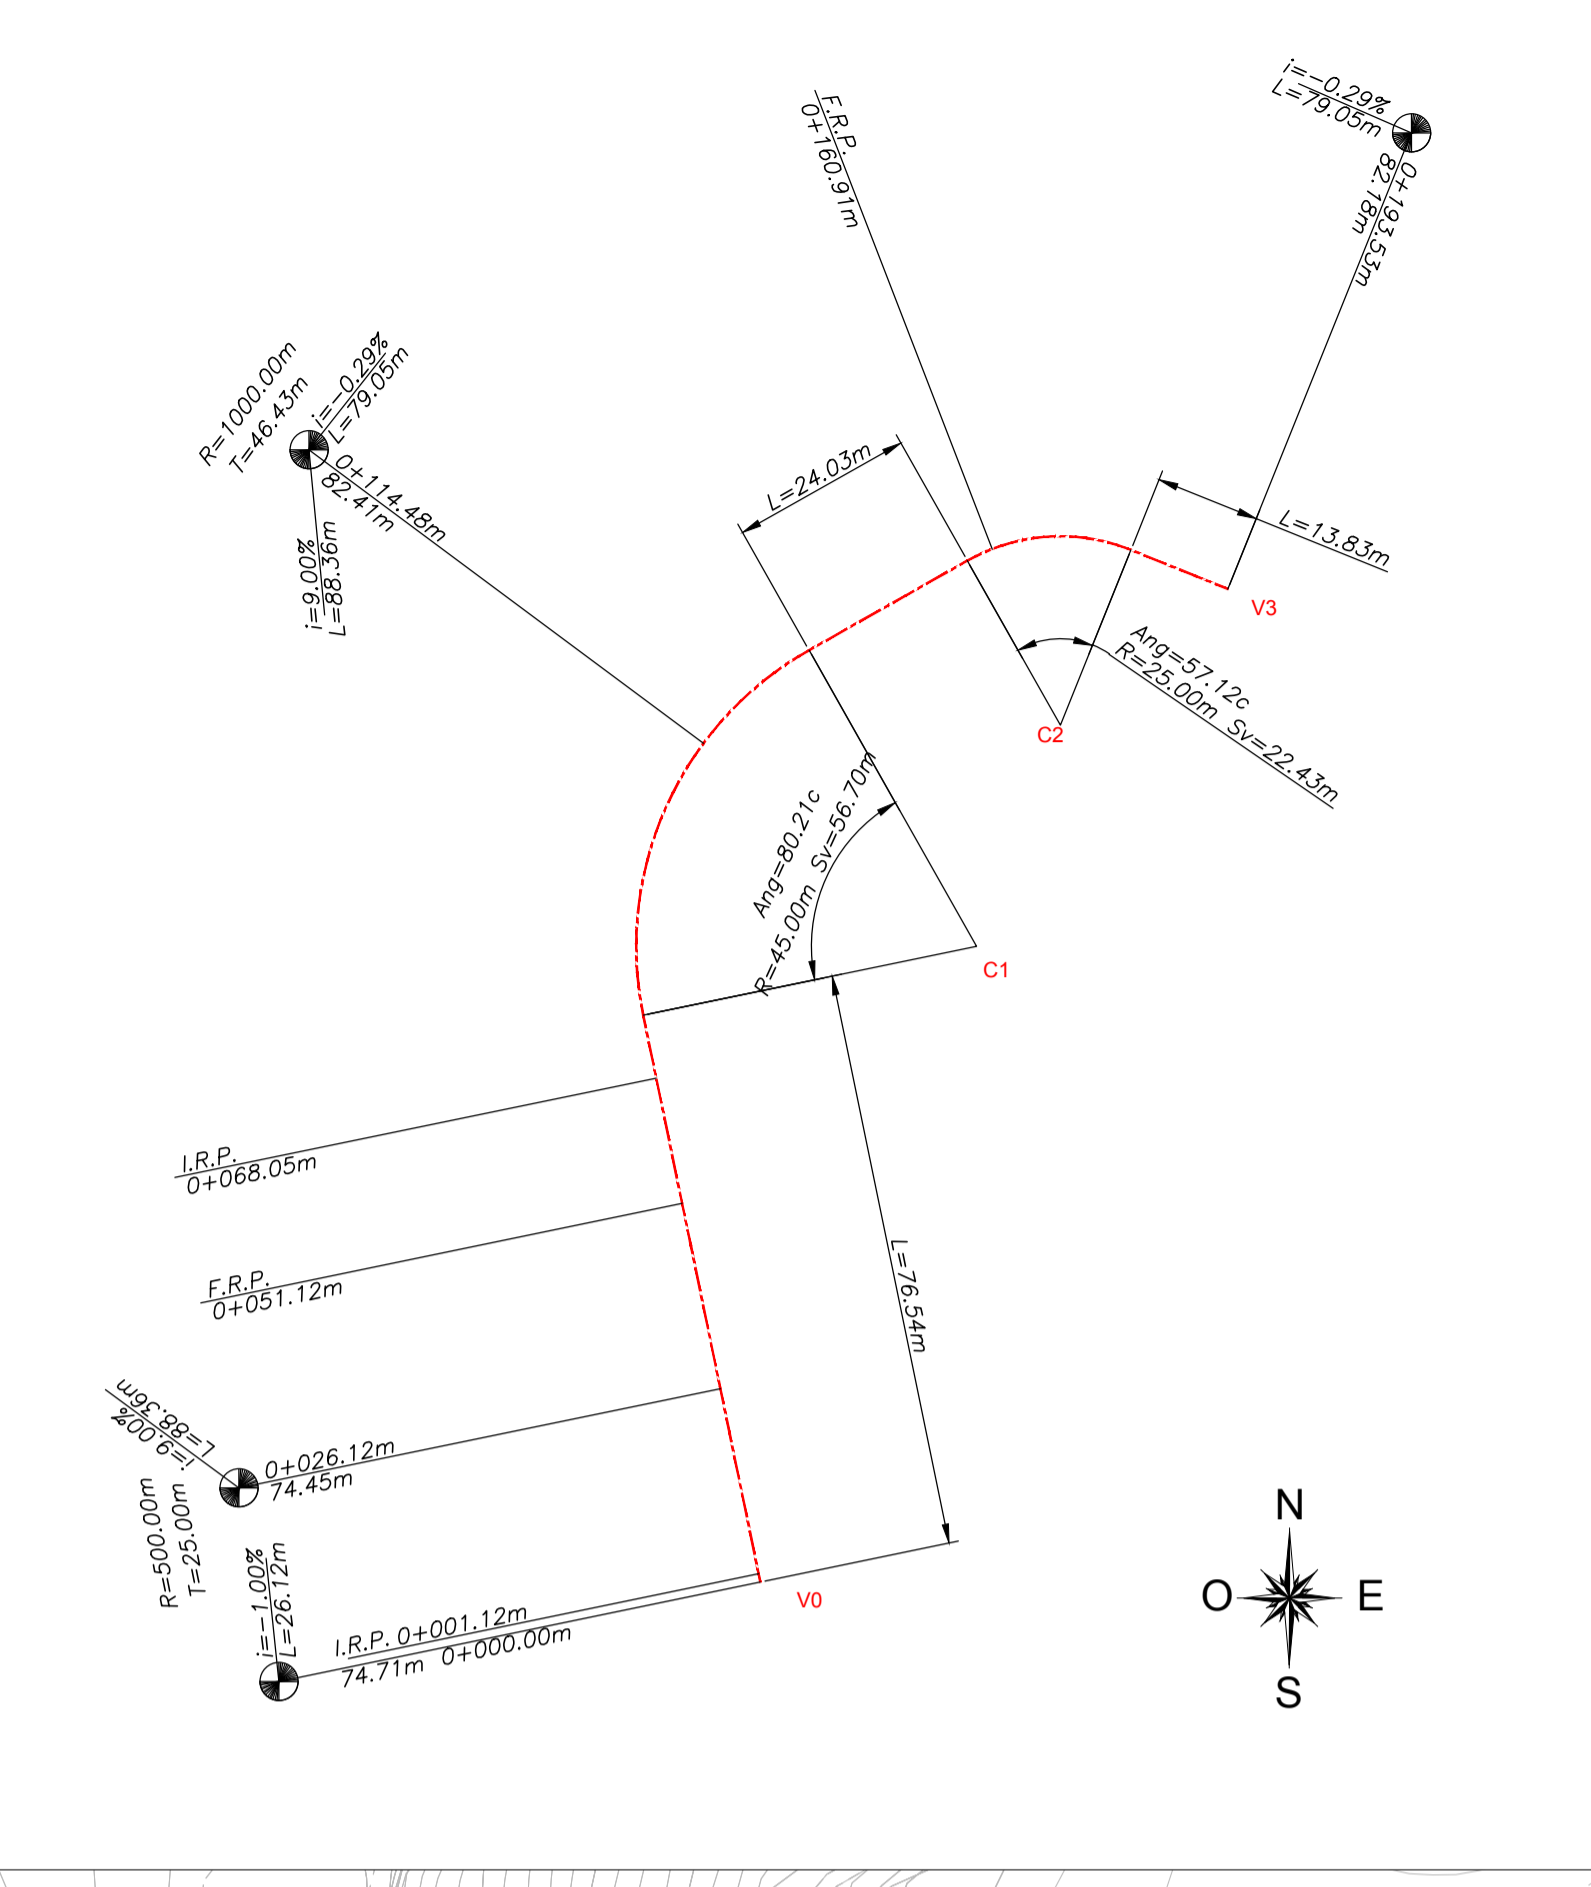 i=-0.29%
L=79.05m
0+193.53m
82.18m
F.R.P.
0+160.91m
R=1000.00m
T=46.43m
i=-0.29%
L=79.05m
0+114.48m
82.41m
i=9.00%
L=88.36m
L=24.03m
L=13.83m
V3
Ang=57.12c
R=25.00m Sv=22.43m
C2
Ang=80.21c
R=45.00m Sv=56.70m
C1
I.R.P.
0+068.05m
F.R.P.
0+051.12m
L=76.54m
i=9.00%
L=88.36m
0+026.12m
74.45m
R=500.00m
T=25.00m
i=-1.00%
L=26.12m
I.R.P. 0+001.12m
74.71m 0+000.00m
V0
N
O E
S